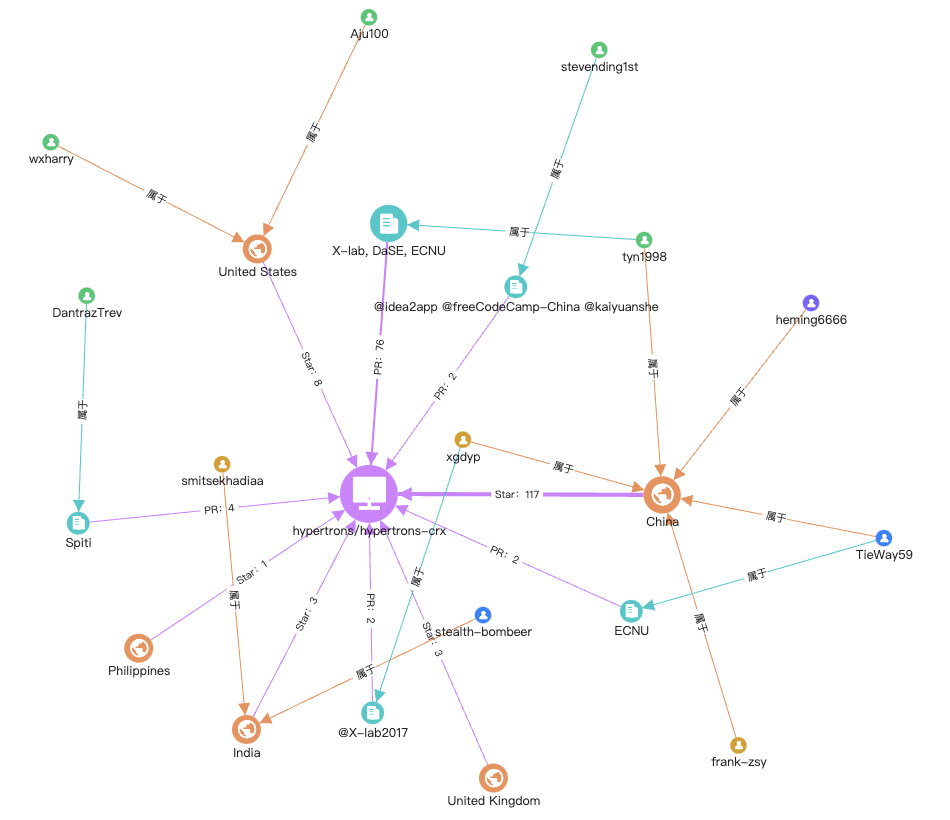 Aju100
stevending1st
属于
wxharry
属于
属于
属于
X-lab, DaSE, ECNU
tyn1998
United States
@idea2app @freeCodeCamp-China @kaiyuanshe
DantrazTrev
heming6666
Star: 8
PR: 76
PR: 2
属于
属于
属于
xgdyp
属于
smitsekhadiaa
Star: 117
PR: 4
China
属于
hypertrons/hypertrons-crx
Spiti
PR: 2
TieWay59
Star: 1
属于
属于
属于
Star: 3
PR: 2
属于
ECNU
stealth-bombeer
Star: 3
Philippines
属于
@X-lab2017
India
frank-zsy
United Kingdom